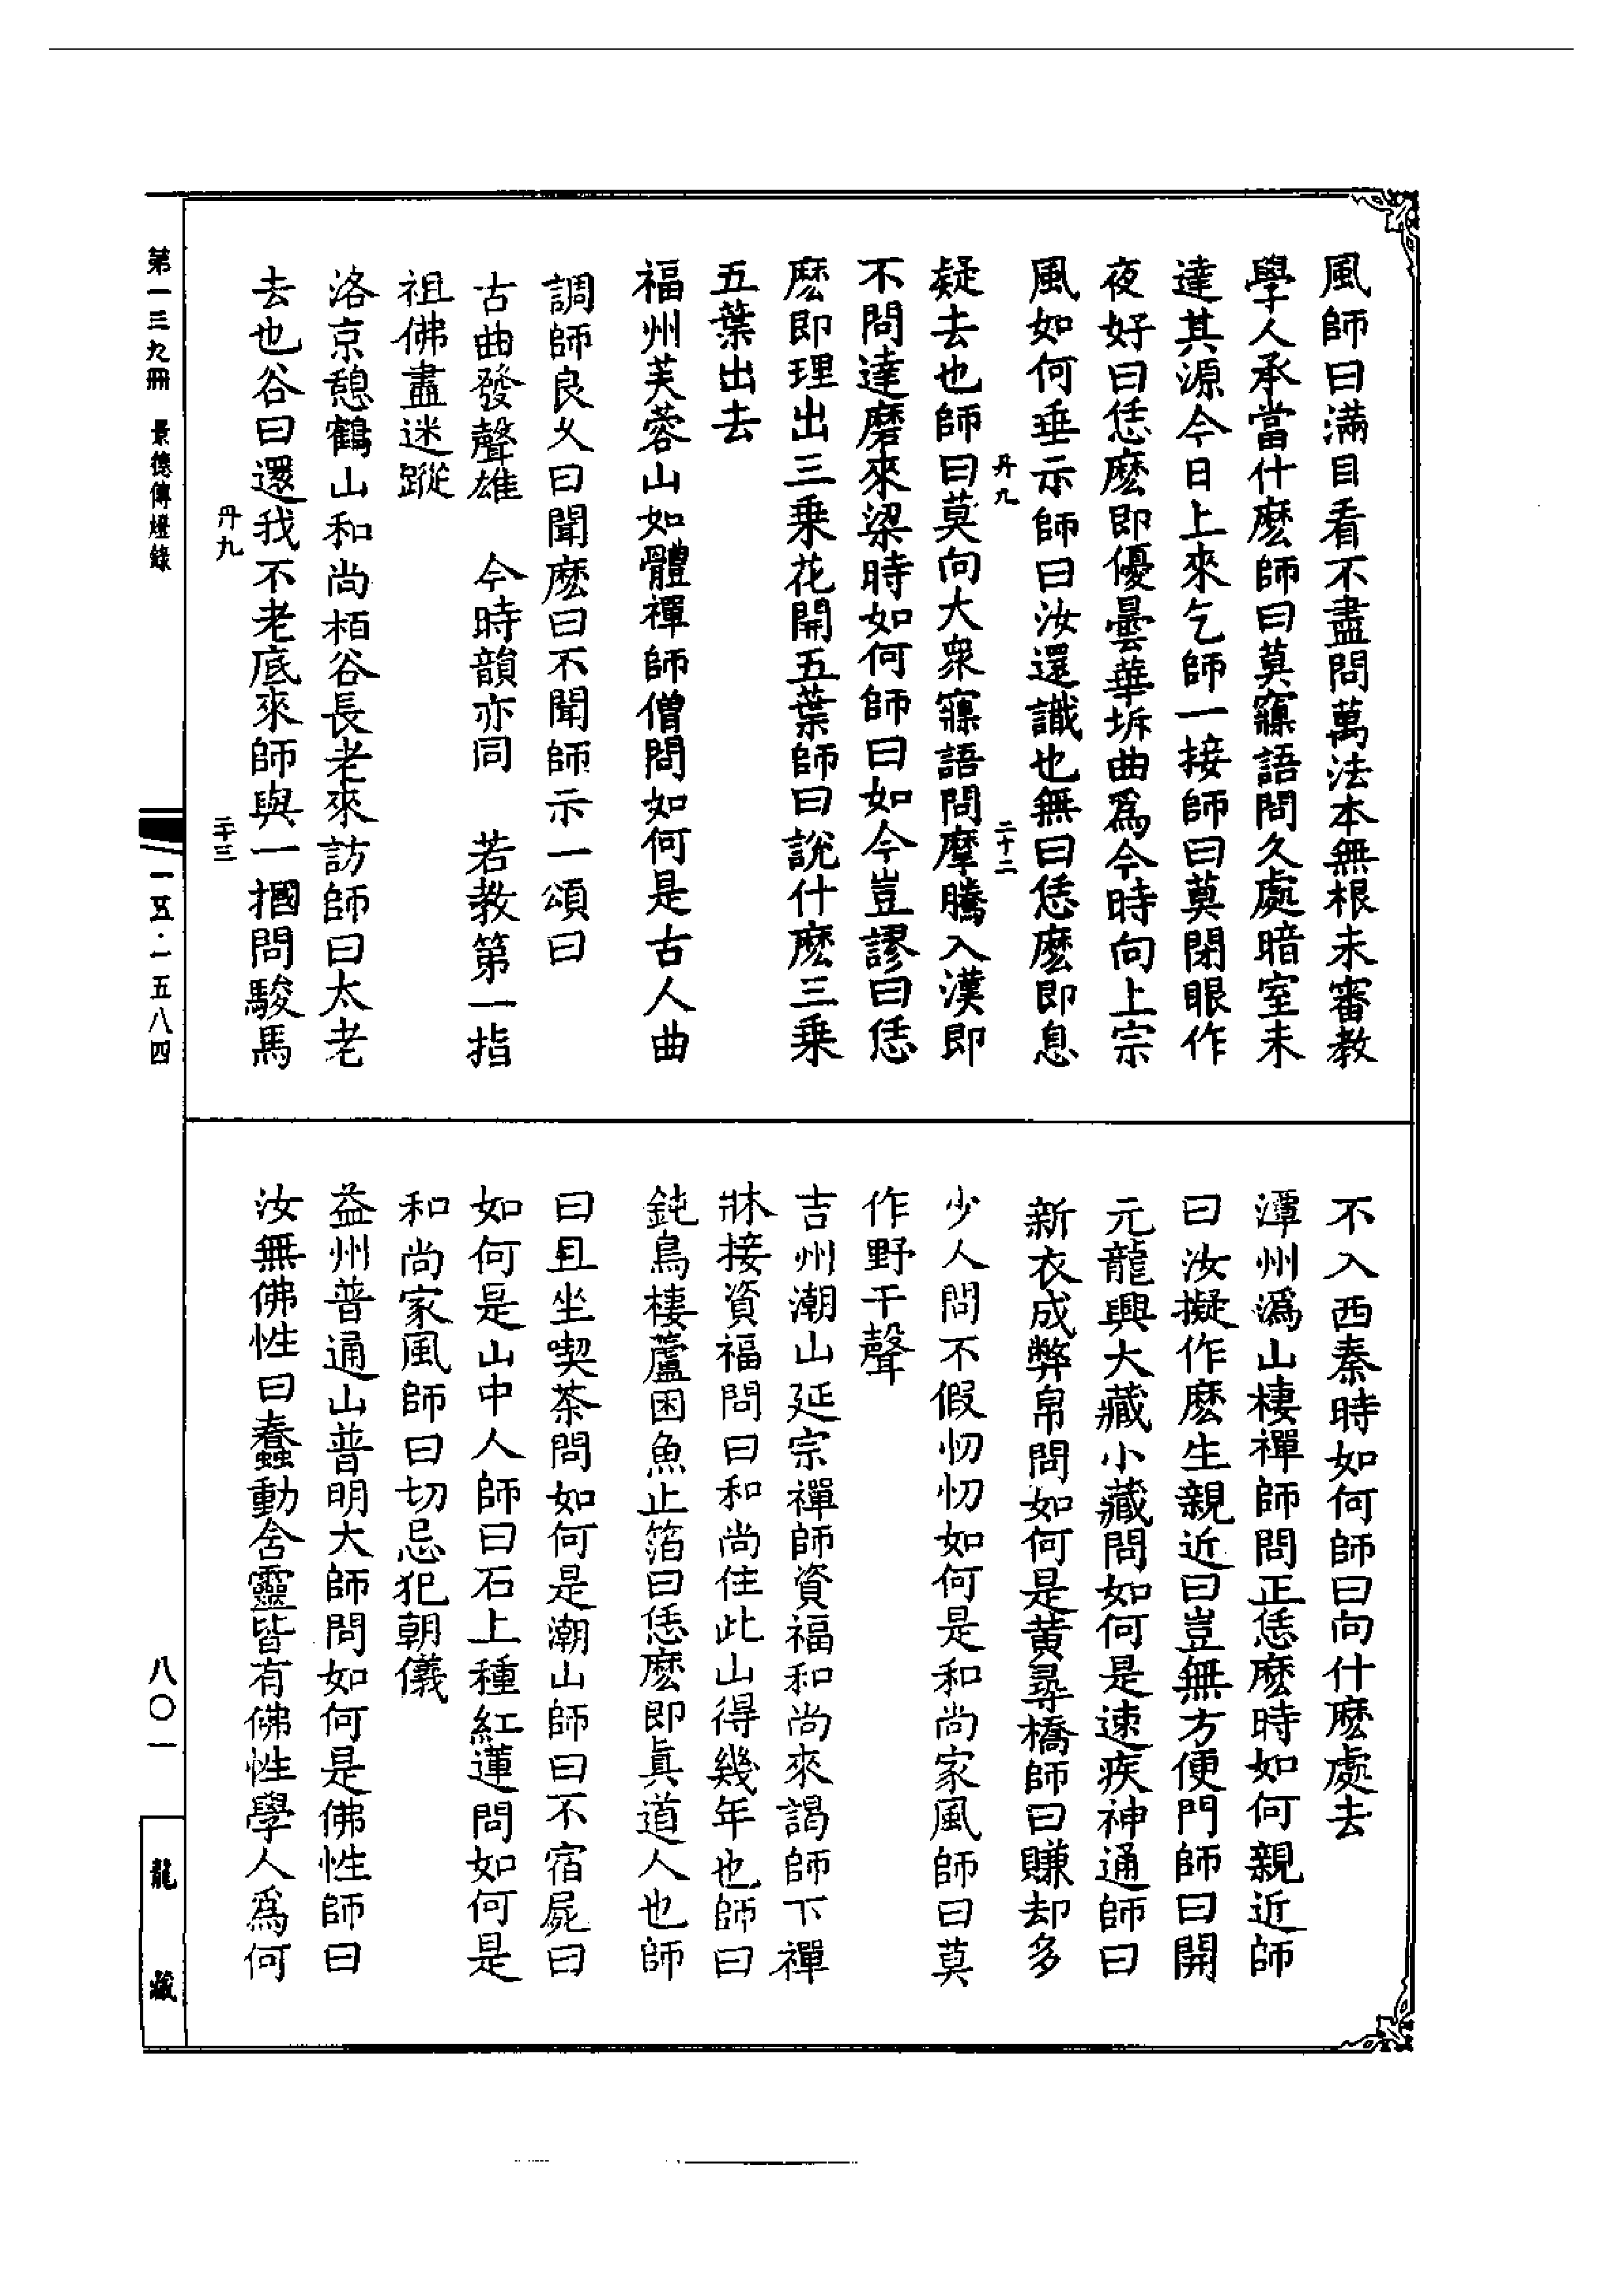 風師曰滿目看不盡問萬法本無根未審教
學人承當什麽師曰莫寱語問久處暗室未
達其源今日上來乞師一接師曰莫閉眼作
夜好曰恁麽即優曇華坼曲爲今時向上宗
風如何垂示師曰汝還識也無曰恁麽即息
丹九 二十二
疑去也師曰莫向大衆寱語問摩騰入漢即
不問達磨來梁時如何師曰如今豈謬曰恁
麽即理出三乗花開五葉師曰說什麽三乗
五葉出去
福州芙蓉山如體禪師僧問如何是古人曲
調師良乆曰聞麽曰不聞師示一頌曰
古曲發聲雄 今時韻亦同 若教第一指
祖佛盡迷蹤
洛京憩鶴山和尚栢谷長老來訪師曰太老
去也谷曰還我不老底來師與一摑問駿馬
丹九 二十三
不入西秦時如何師曰向什麽處去
潭州溈山棲禪師問正恁麽時如何親近師
曰汝擬作麽生親近曰豈無方便門師曰開
元龍興大藏小藏問如何是速疾神通師曰
新衣成弊帛問如何是黄尋橋師曰賺却多
少人問不假忉忉如何是和尚家風師曰莫
作野干聲
吉州潮山延宗禪師資福和尚來謁師下禪
牀接資福問曰和尚住此山得幾年也師曰
鈍鳥棲蘆困魚止箔曰恁麽即眞道人也師
曰且坐喫茶問如何是潮山師曰不宿屍曰
如何是山中人師曰石上種紅蓮問如何是
和尚家風師曰切忌犯朝儀
益州普通山普明大師問如何是佛性師曰
汝無佛性曰蠢動含靈皆有佛性學人爲何
第一三九冊 景德傳燈錄
一五五·一五八四
八〇一
龍藏